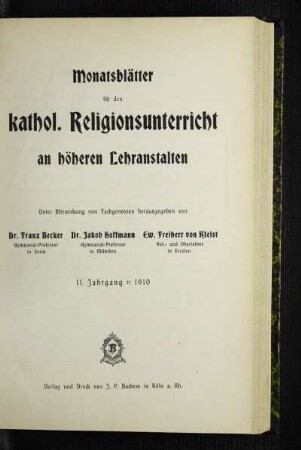 Monatsblätter
für den
kathol. Religionsunterricht
an höheren Lehranstalten
Unter Mitwirkung von Fachgenossen herausgegeben von
Dr. Franz Becker Dr. Jakob Hoffmann Ew. Freiherr von Kleist
Gymnasial-Professor Gymnasial-Professor Rel.- und Oberlehrer
in Bonn in München in Breslau
11. Jahrgang = 1910
B
Verlag und Druck von J. P. Bachem in Köln a. Rh.